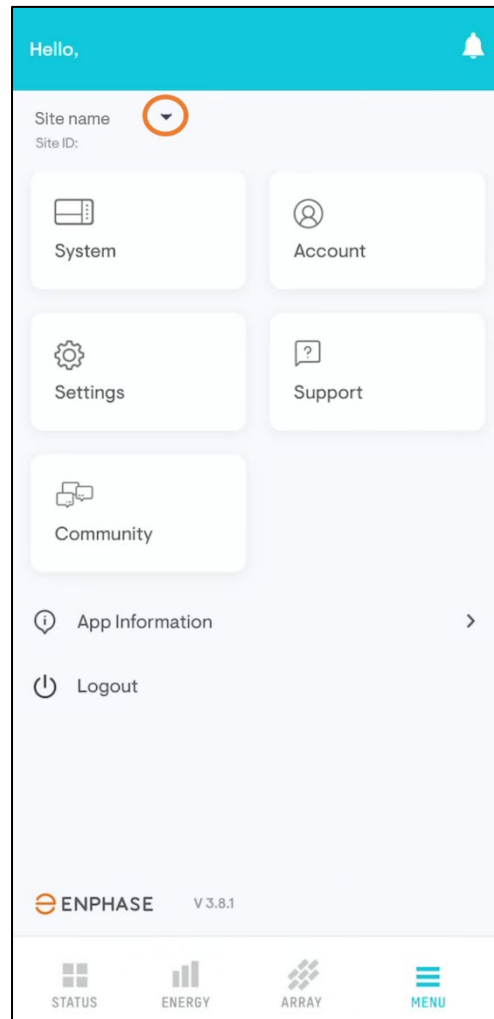 Hello,
Site name
Site ID:
System
Account
Settings
?
Support
Community
i
App Information
Logout
ENPHASE
V 3.8.1
STATUS
ENERGY
ARRAY
MENU